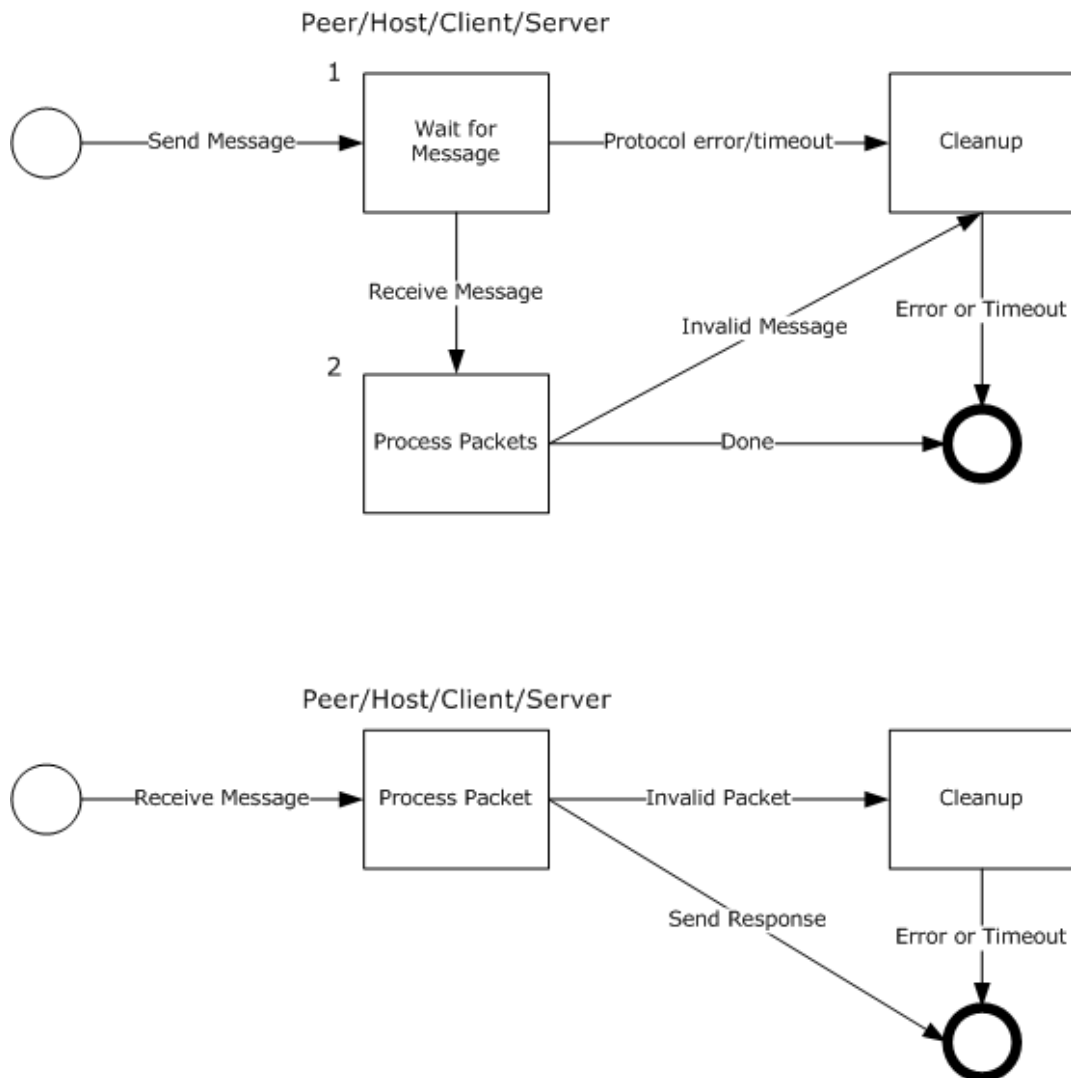 Peer/Host/Client/Server
1
Send Message
Wait for
Message
Protocol error/timeout
Cleanup
Receive Message
Invalid Message
Error or Timeout
2
Process Packets
Done
Peer/Host/Client/Server
Receive Message
Process Packet
Invalid Packet
Cleanup
Send Response
Error or Timeout